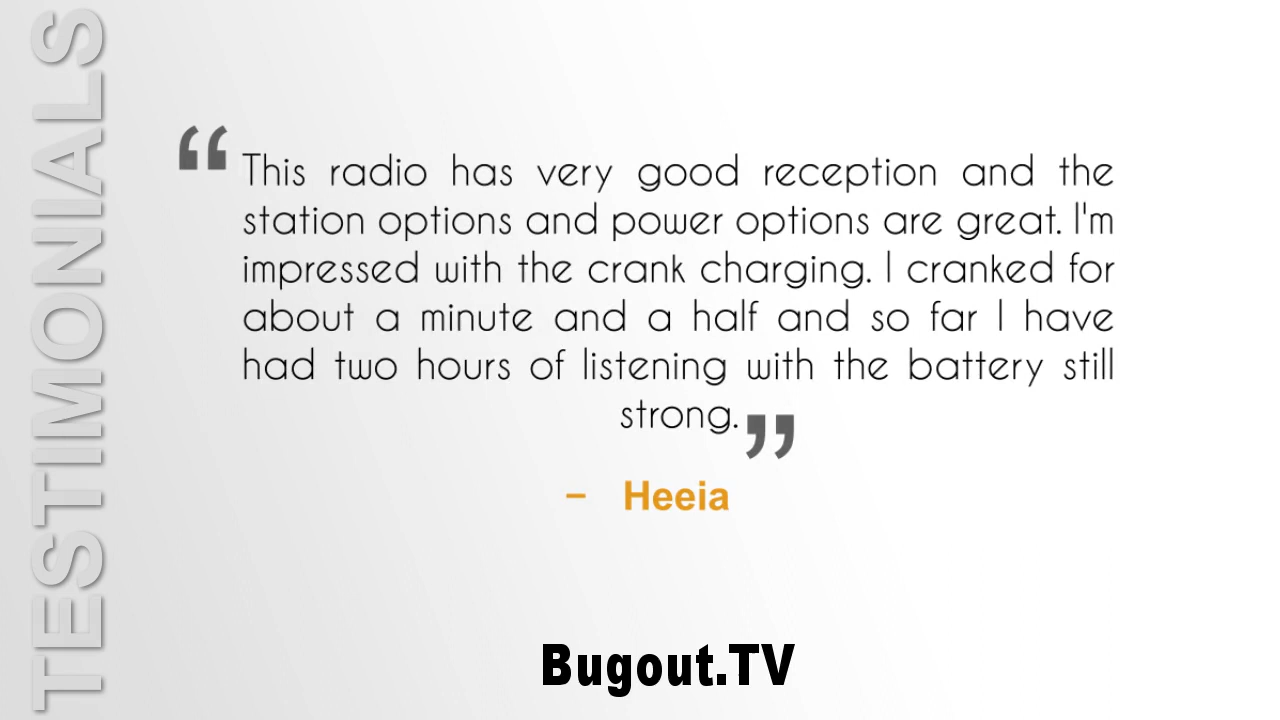 TESTIMONIALS
“This radio has very good reception and the
station options and power options are great. I'm
impressed with the crank charging. I cranked for
about a minute and a half and so far I have
had two hours of listening with the battery still
strong.”
– Heeia
Bugout.TV